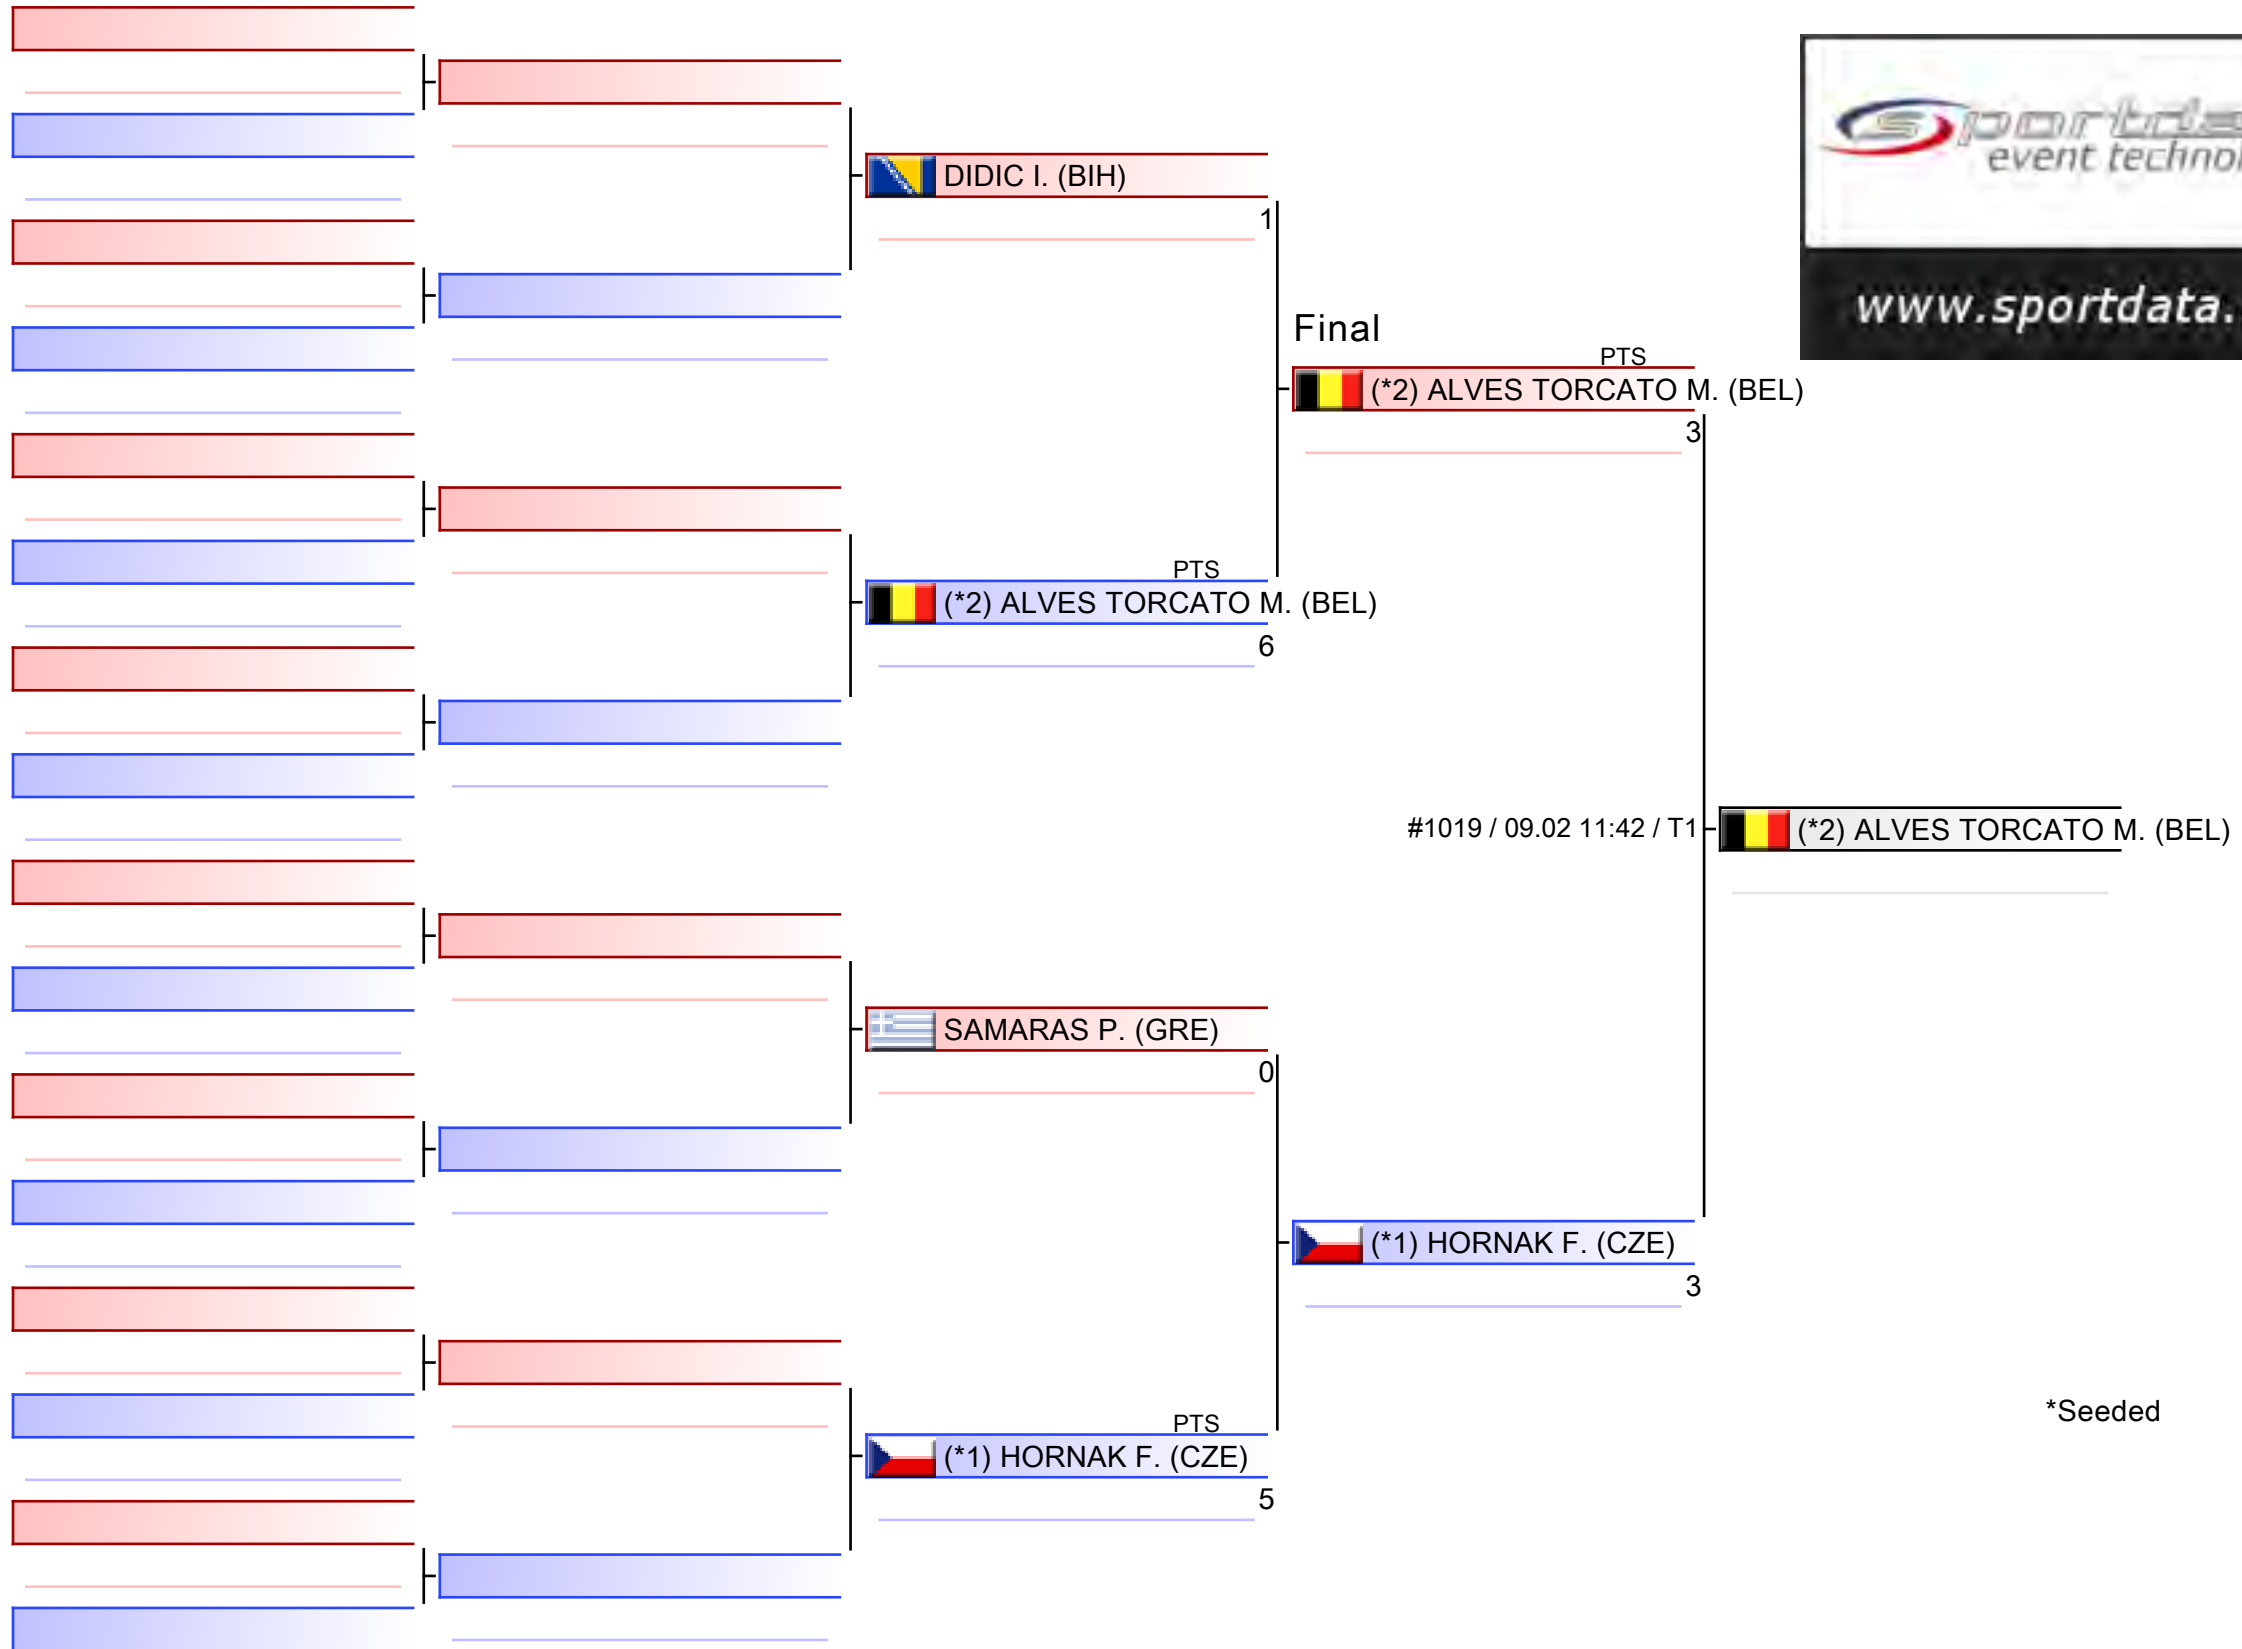 DIDIC I. (BIH)
1
PTS
(*2) ALVES TORCATO M. (BEL)
6
SAMARAS P. (GRE)
0
PTS
(*1) HORNAK F. (CZE)
5
Final
PTS
(*2) ALVES TORCATO M. (BEL)
3
#1019 / 09.02 11:42 / T1
(*1) HORNAK F. (CZE)
3
(*2) ALVES TORCATO M. (BEL)
event technol
www.sportdata.
*Seeded